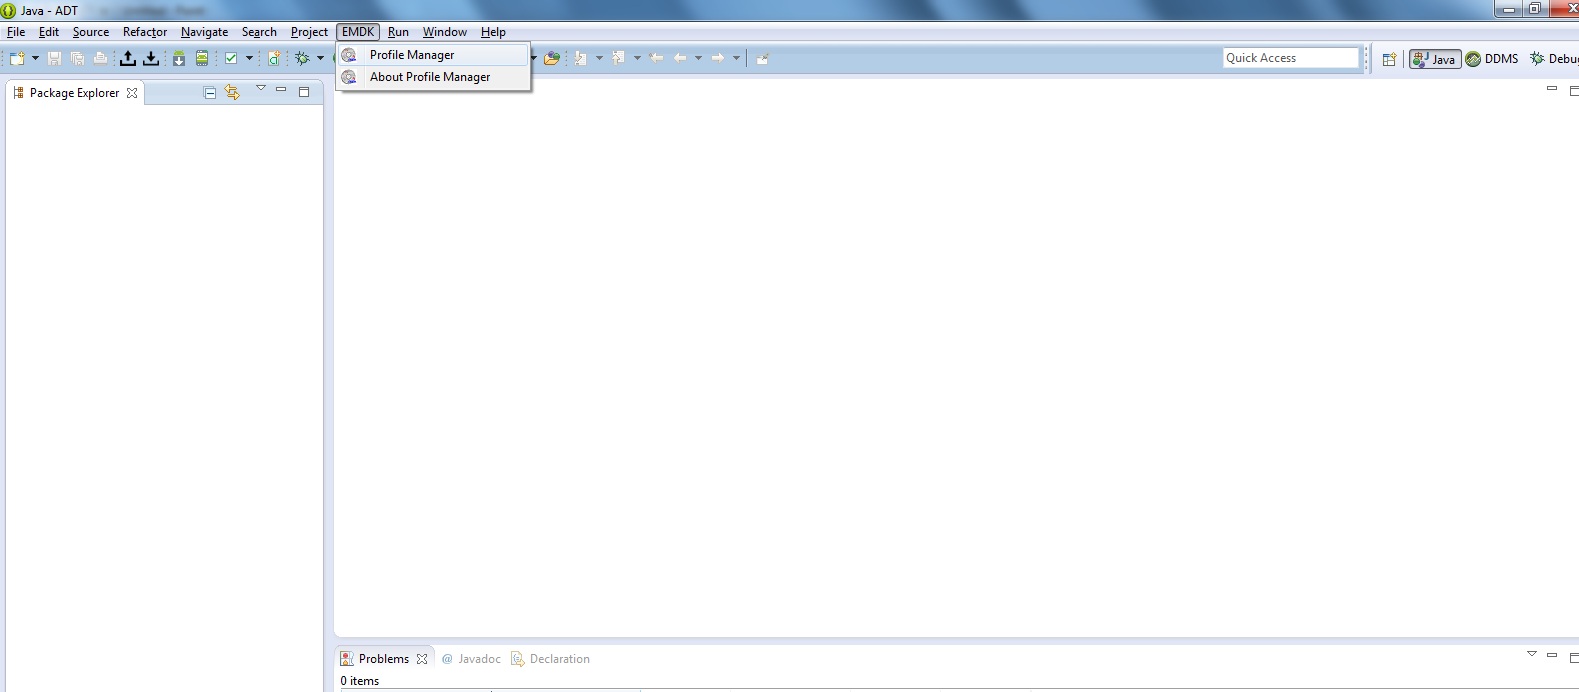 Java - ADT
File Edit Source Refactor Navigate Search Project EMDK Run Window Help
Profile Manager
About Profile Manager
Quick Access
Java DDMS
Package Explorer
Problems @ Javadoc Declaration
0 items